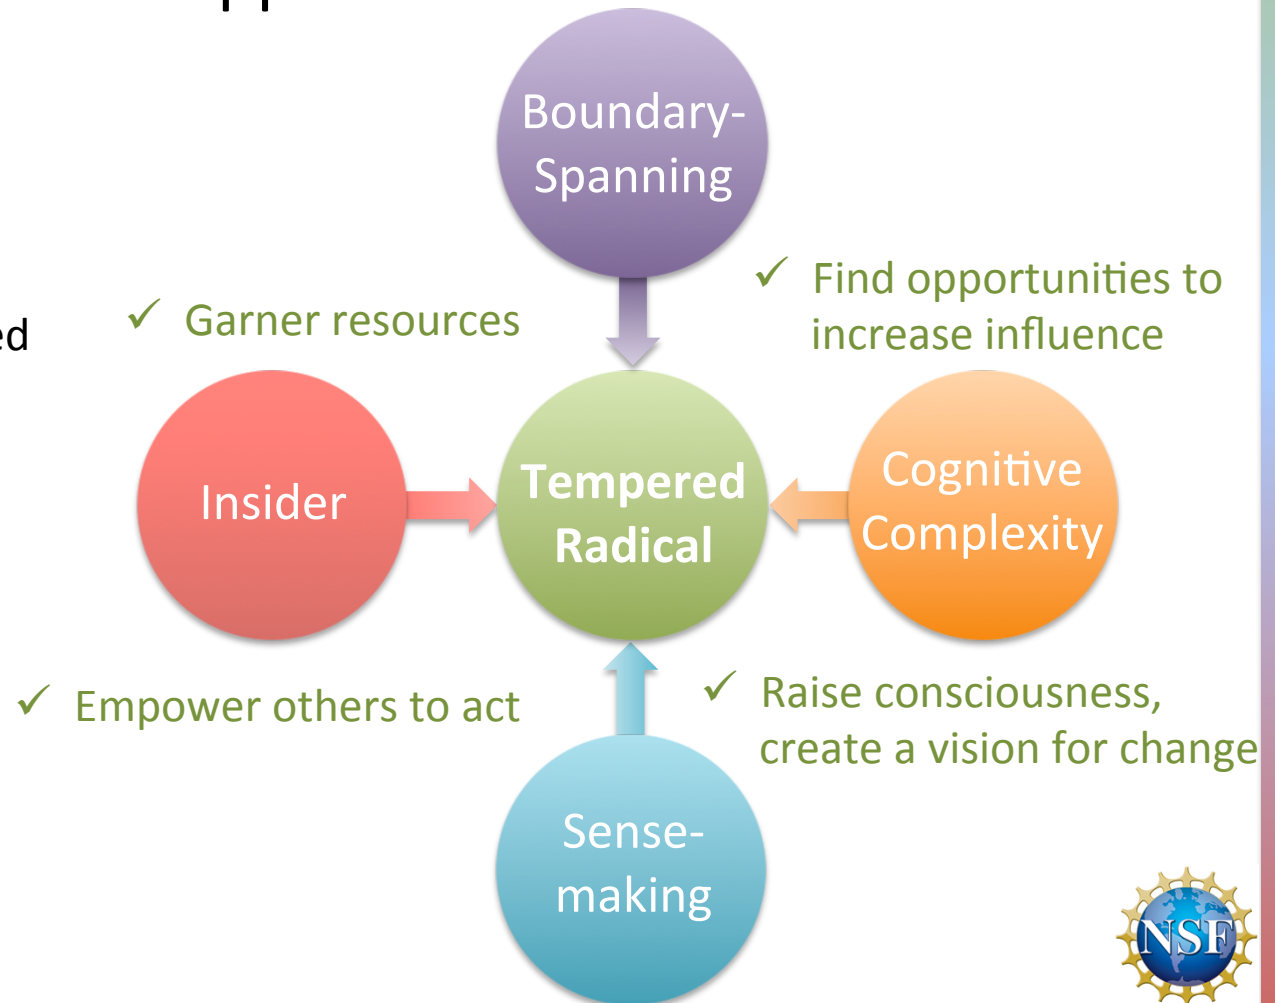 Boundary-
Spanning
✓ Find opportunities to
increase influence
✓ Garner resources
ed
Insider
Tempered
Radical
Cognitive
Complexity
✓ Empower others to act
✓ Raise consciousness,
create a vision for change
Sense-
making
NSF